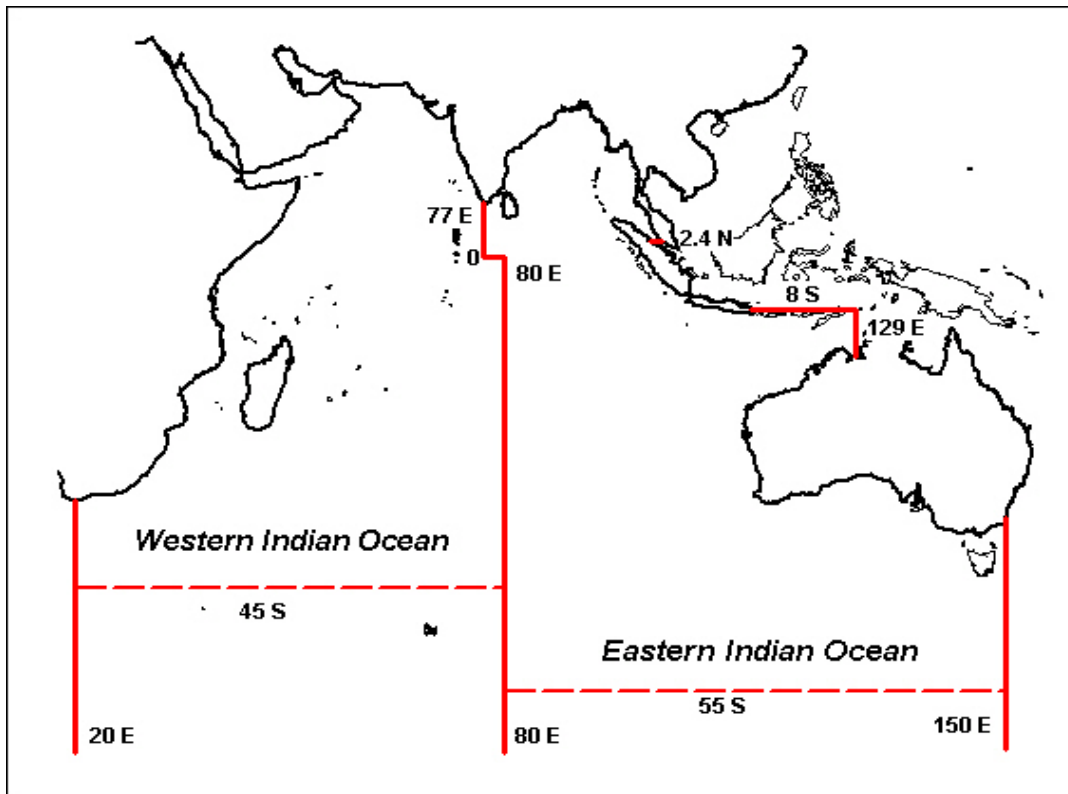 77 E
2.4 N
0
80 E
8 S
129 E
Western Indian Ocean
45 S
Eastern Indian Ocean
55 S
20 E
80 E
150 E